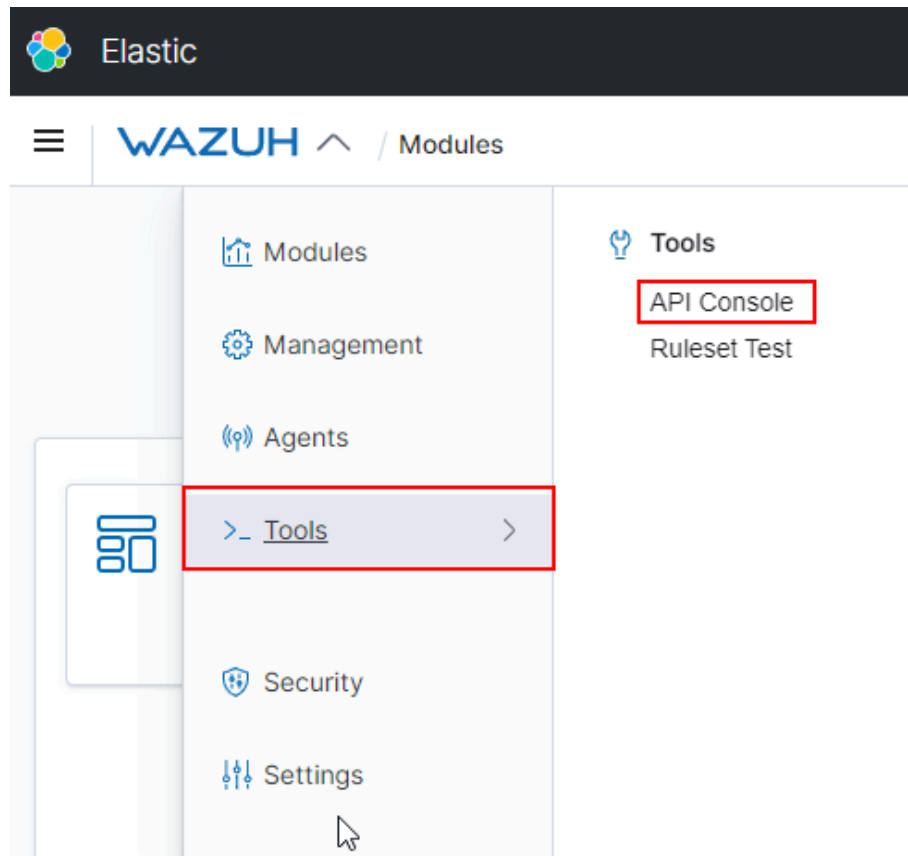 Elastic
WAZUH / Modules
Modules
Management
Agents
>_ Tools
Security
Settings
Tools
API Console
Ruleset Test